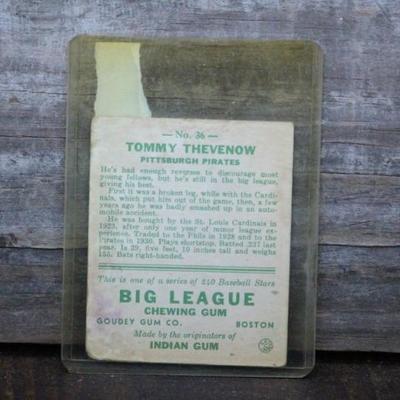 — No. 36 —
TOMMY THEVENOW
PITTSBURGH PIRATES
He's had enough reverses to discourage most
young fellows, but he's still in the big league,
giving his best.
First it was a broken leg, while with the Cardi-
nals, which put him out of the game, then, a few
years ago he was badly smashed up in an auto-
mobile accident.
He was bought by the St. Louis Cardinals in
1923, after only one year of minor league ex-
perience. Traded to the Phils in 1928 and to the
Pirates in 1930. Plays shortstop. Batted .237 last
year. Is 29, five feet, 10 inches tall and weighs
155. Bats right-handed.
This is one of a series of 240 Baseball Stars
BIG LEAGUE
CHEWING GUM
GOUDEY GUM CO. BOSTON
Made by the originators of
INDIAN GUM